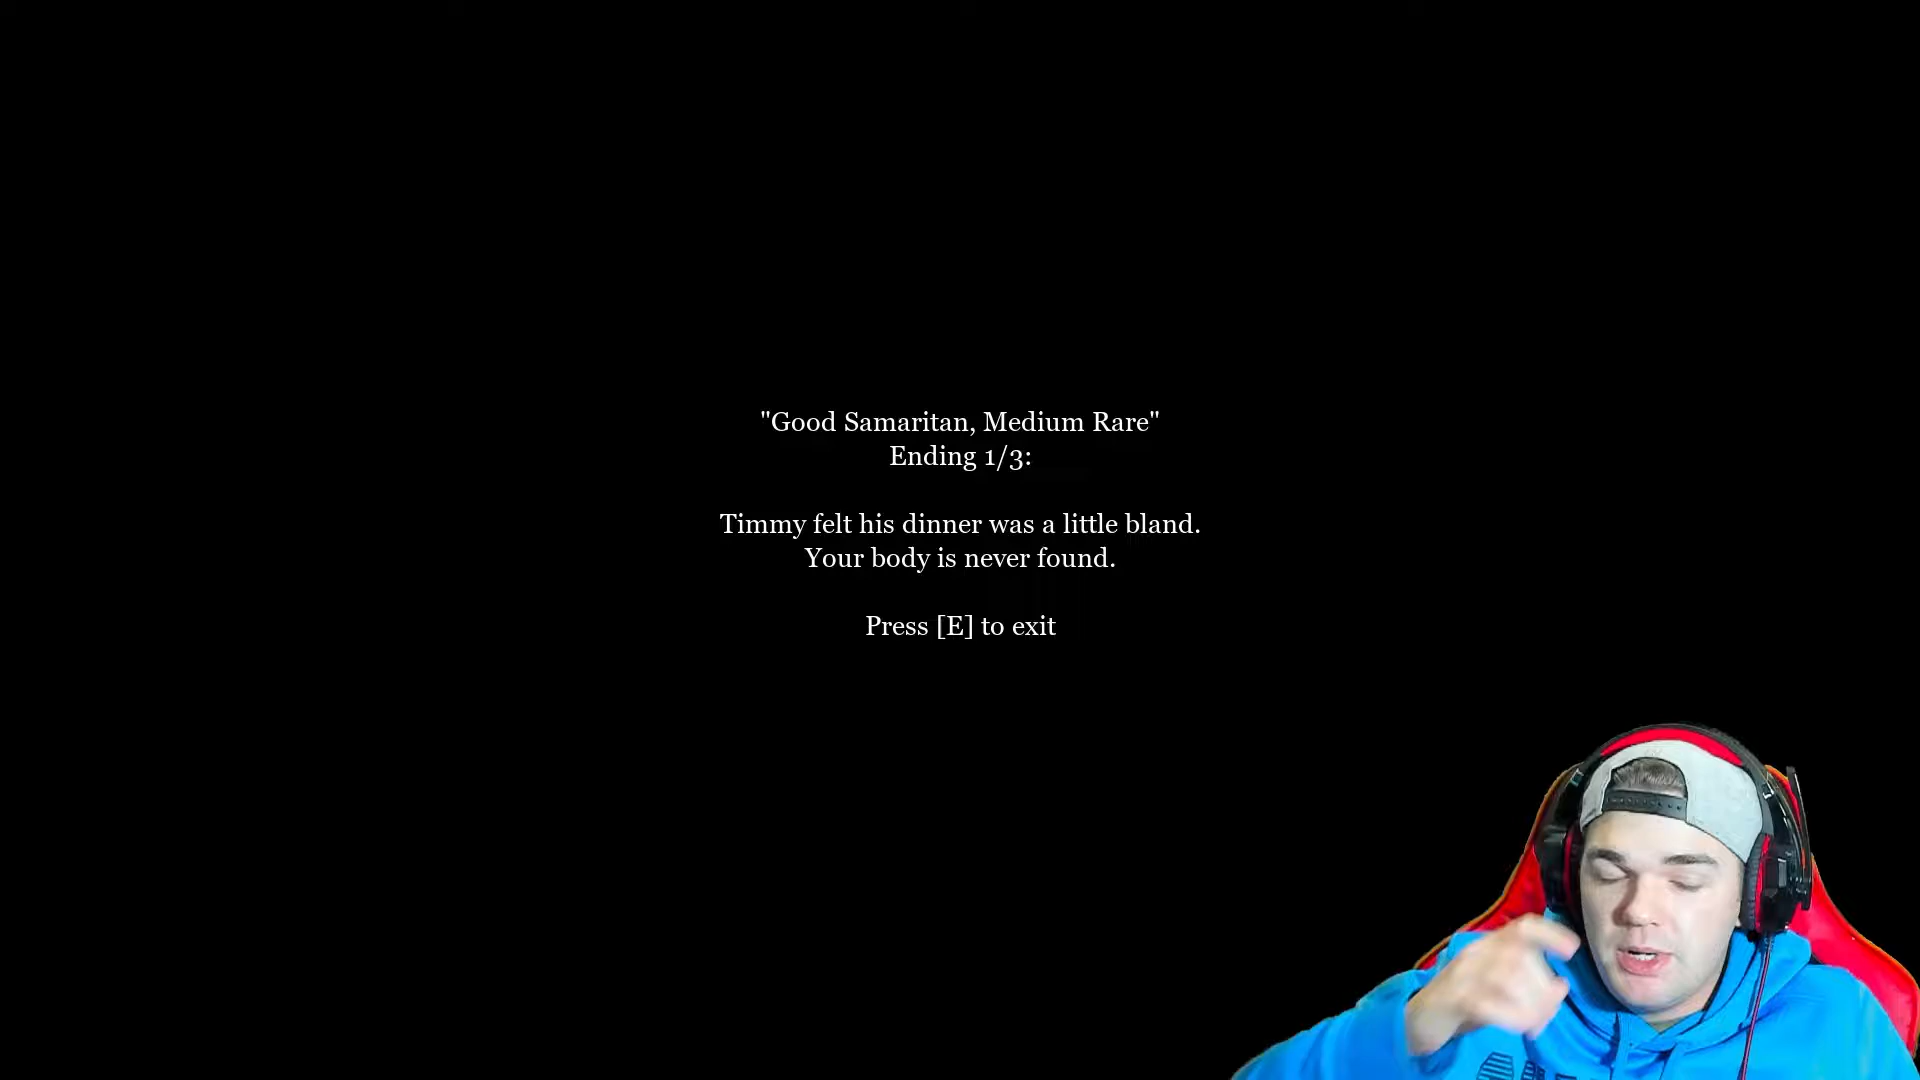 "Good Samaritan, Medium Rare"
Ending 1/3:
Timmy felt his dinner was a little bland.
Your body is never found.
Press [E] to exit